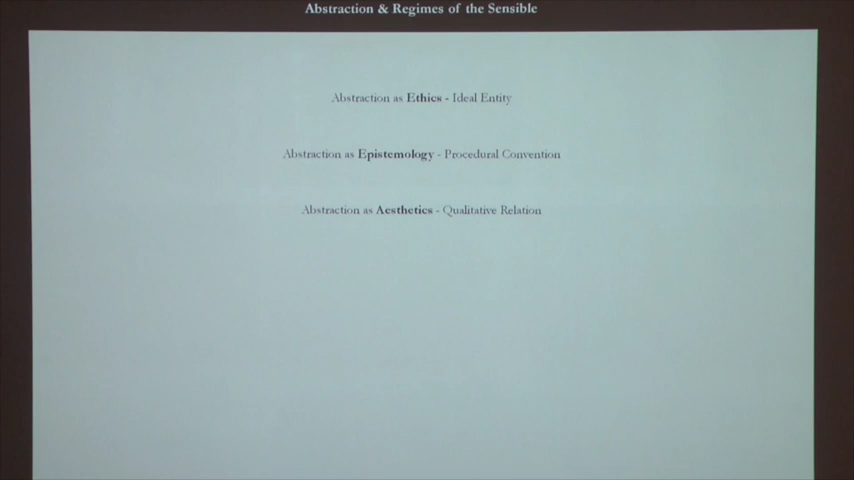 Abstraction & Regimes of the Sensible
Abstraction as Ethics - Ideal Entity
Abstraction as Epistemology - Procedural Convention
Abstraction as Aesthetics - Qualitative Relation